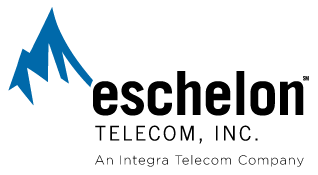 eschelon℠
TELECOM, INC.
An Integra Telecom Company